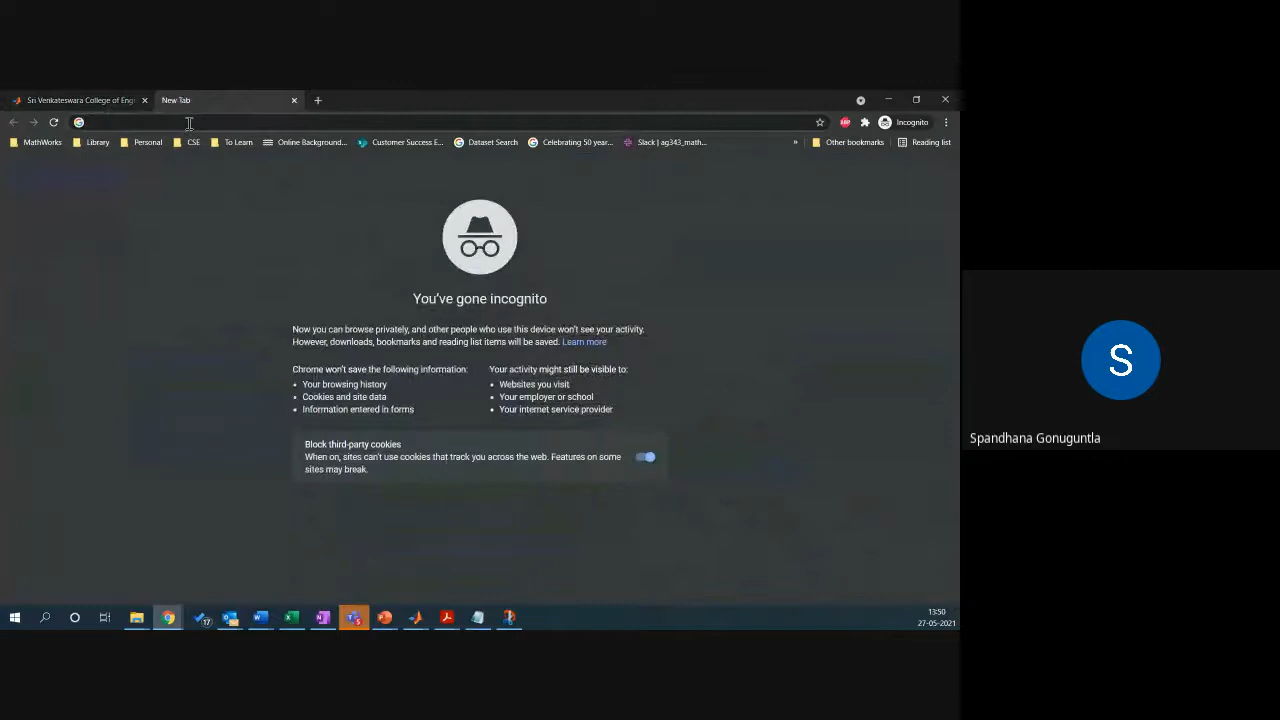 Sri Venkateswara College of Eng
New Tab
Incognito
MathWorks
Library
Personal
CSE
To Learn
Online Background...
Customer Success E...
Dataset Search
Celebrating 50 year...
Slack | ag343_math...
»
Other bookmarks
Reading list
You've gone incognito
Now you can browse privately, and other people who use this device won't see your activity.
However, downloads, bookmarks and reading list items will be saved. Learn more
Chrome won't save the following information:
• Your browsing history
• Cookies and site data
• Information entered in forms
Your activity might still be visible to:
• Websites you visit
• Your employer or school
• Your internet service provider
Block third-party cookies
When on, sites can't use cookies that track you across the web. Features on some
sites may break.
S
Spandhana Gonuguntla
17
13:50
27-05-2021